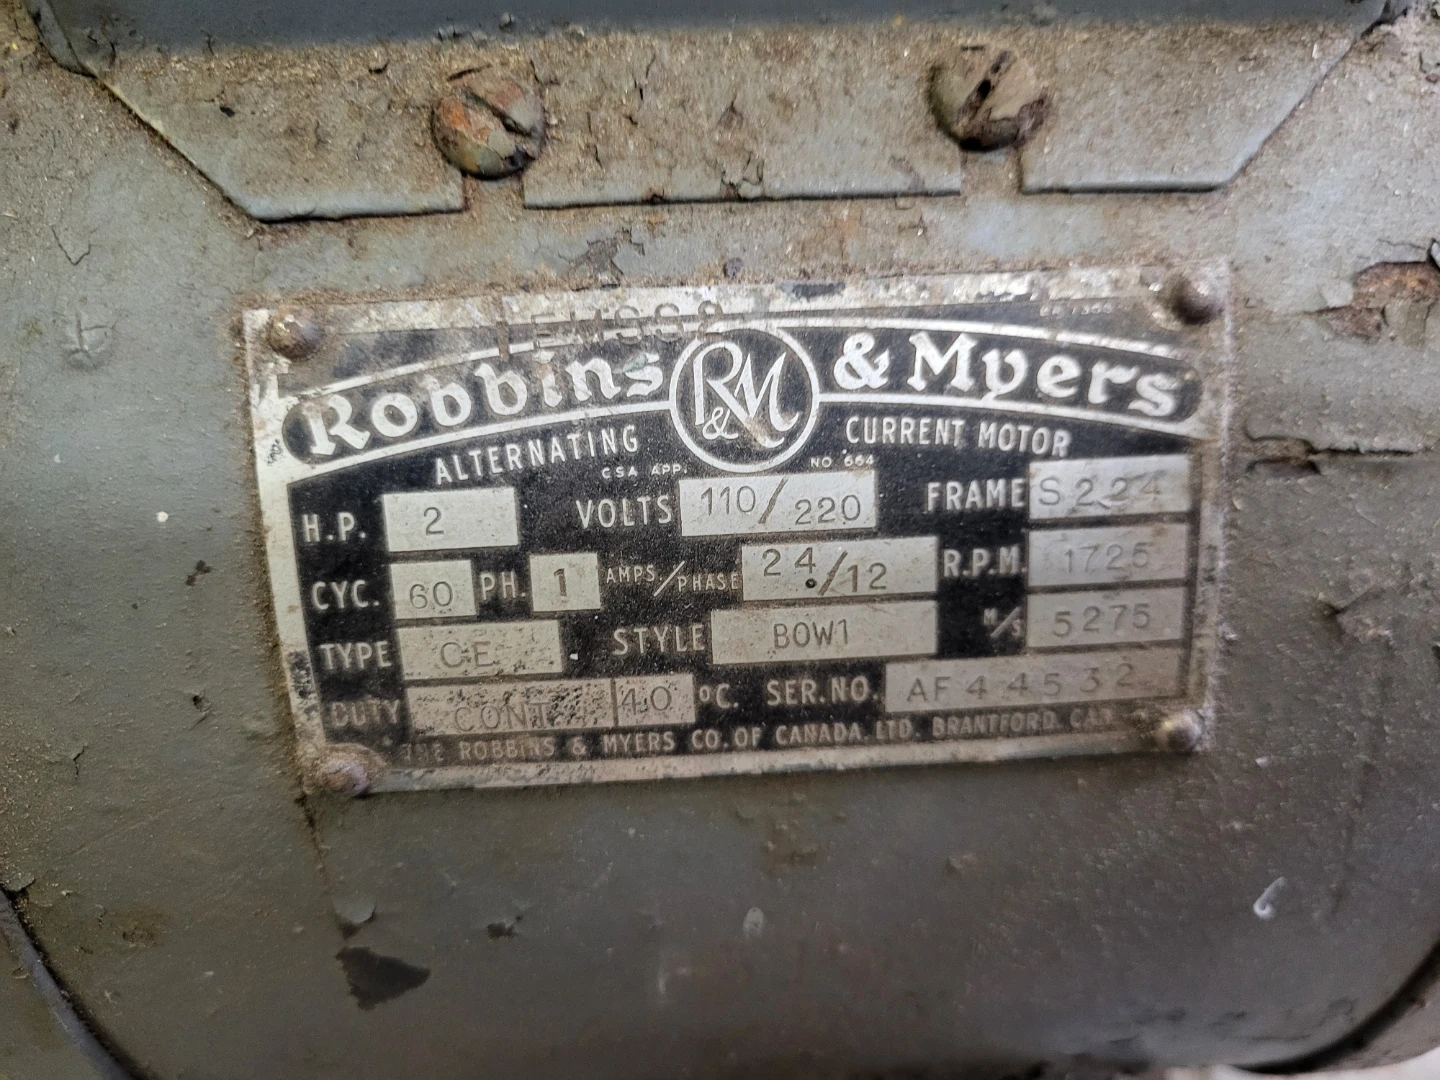 Robbins R&M & Myers
ALTERNATING CURRENT MOTOR
CSA APP. NO 664
H.P. 2 VOLTS 110/220 FRAME S224
CYC. 60 PH. 1 AMPS./PHASE 24/12 R.P.M. 1725
TYPE CE STYLE BOW1 M/S 5275
DUTY CONT 40 °C. SER.NO. AF44532
THE ROBBINS & MYERS CO. OF CANADA, LTD. BRANTFORD, CAN.